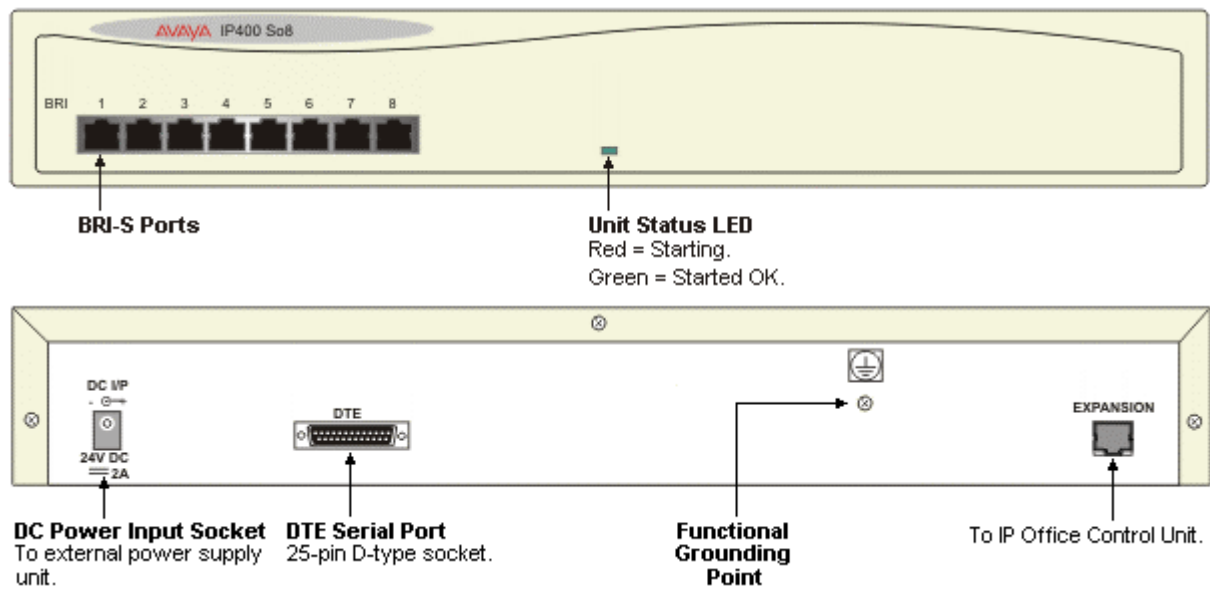 AVAYA IP400 So8
BRI 1 2 3 4 5 6 7 8
BRI-S Ports
Unit Status LED
Red = Starting.
Green = Started OK.
DC I/P
- +
24V DC
2A
DTE
EXPANSION
DC Power Input Socket
To external power supply
unit.
DTE Serial Port
25-pin D-type socket.
Functional
Grounding
Point
To IP Office Control Unit.